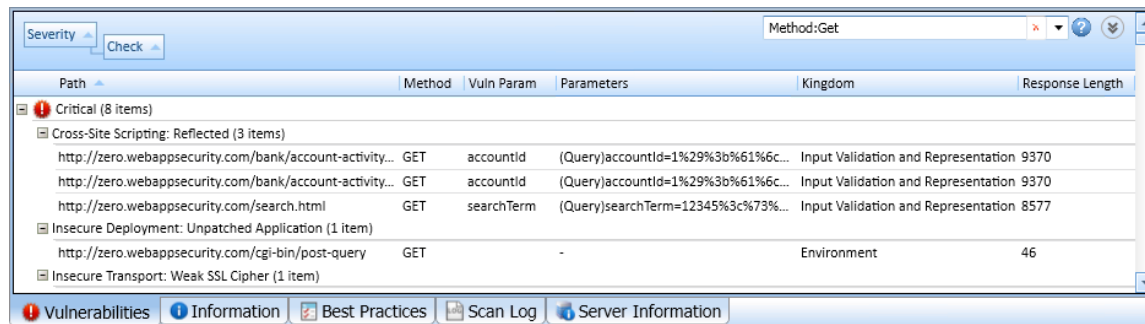 Severity
Check
Method:Get
Path Method Vuln Param Parameters Kingdom Response Length
Critical (8 items)
Cross-Site Scripting: Reflected (3 items)
http://zero.webappsecurity.com/bank/account-activity... GET accountId (Query)accountId=1%29%3b%61%6c... Input Validation and Representation 9370
http://zero.webappsecurity.com/bank/account-activity... GET accountId (Query)accountId=1%29%3b%61%6c... Input Validation and Representation 9370
http://zero.webappsecurity.com/search.html GET searchTerm (Query)searchTerm=12345%3c%73%... Input Validation and Representation 8577
Insecure Deployment: Unpatched Application (1 item)
http://zero.webappsecurity.com/cgi-bin/post-query GET - Environment 46
Insecure Transport: Weak SSL Cipher (1 item)
Vulnerabilities Information Best Practices Scan Log Server Information